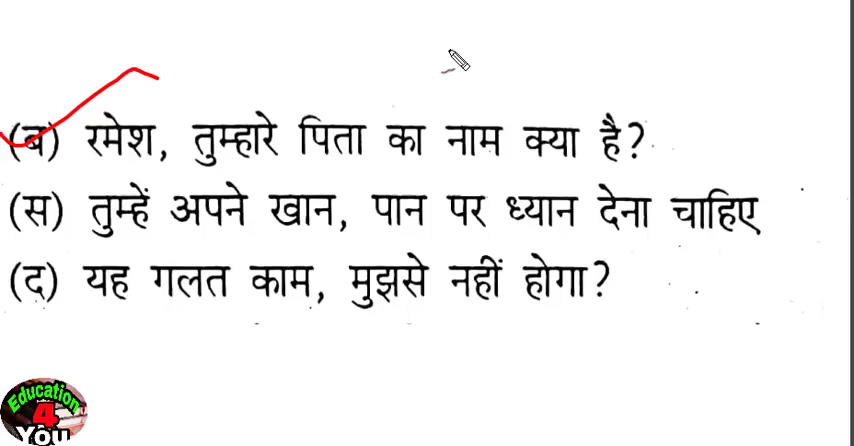 (ब) रमेश, तुम्हारे पिता का नाम क्या है?
(स) तुम्हें अपने खान, पान पर ध्यान देना चाहिए
(द) यह गलत काम, मुझसे नहीं होगा?
Education
4
You